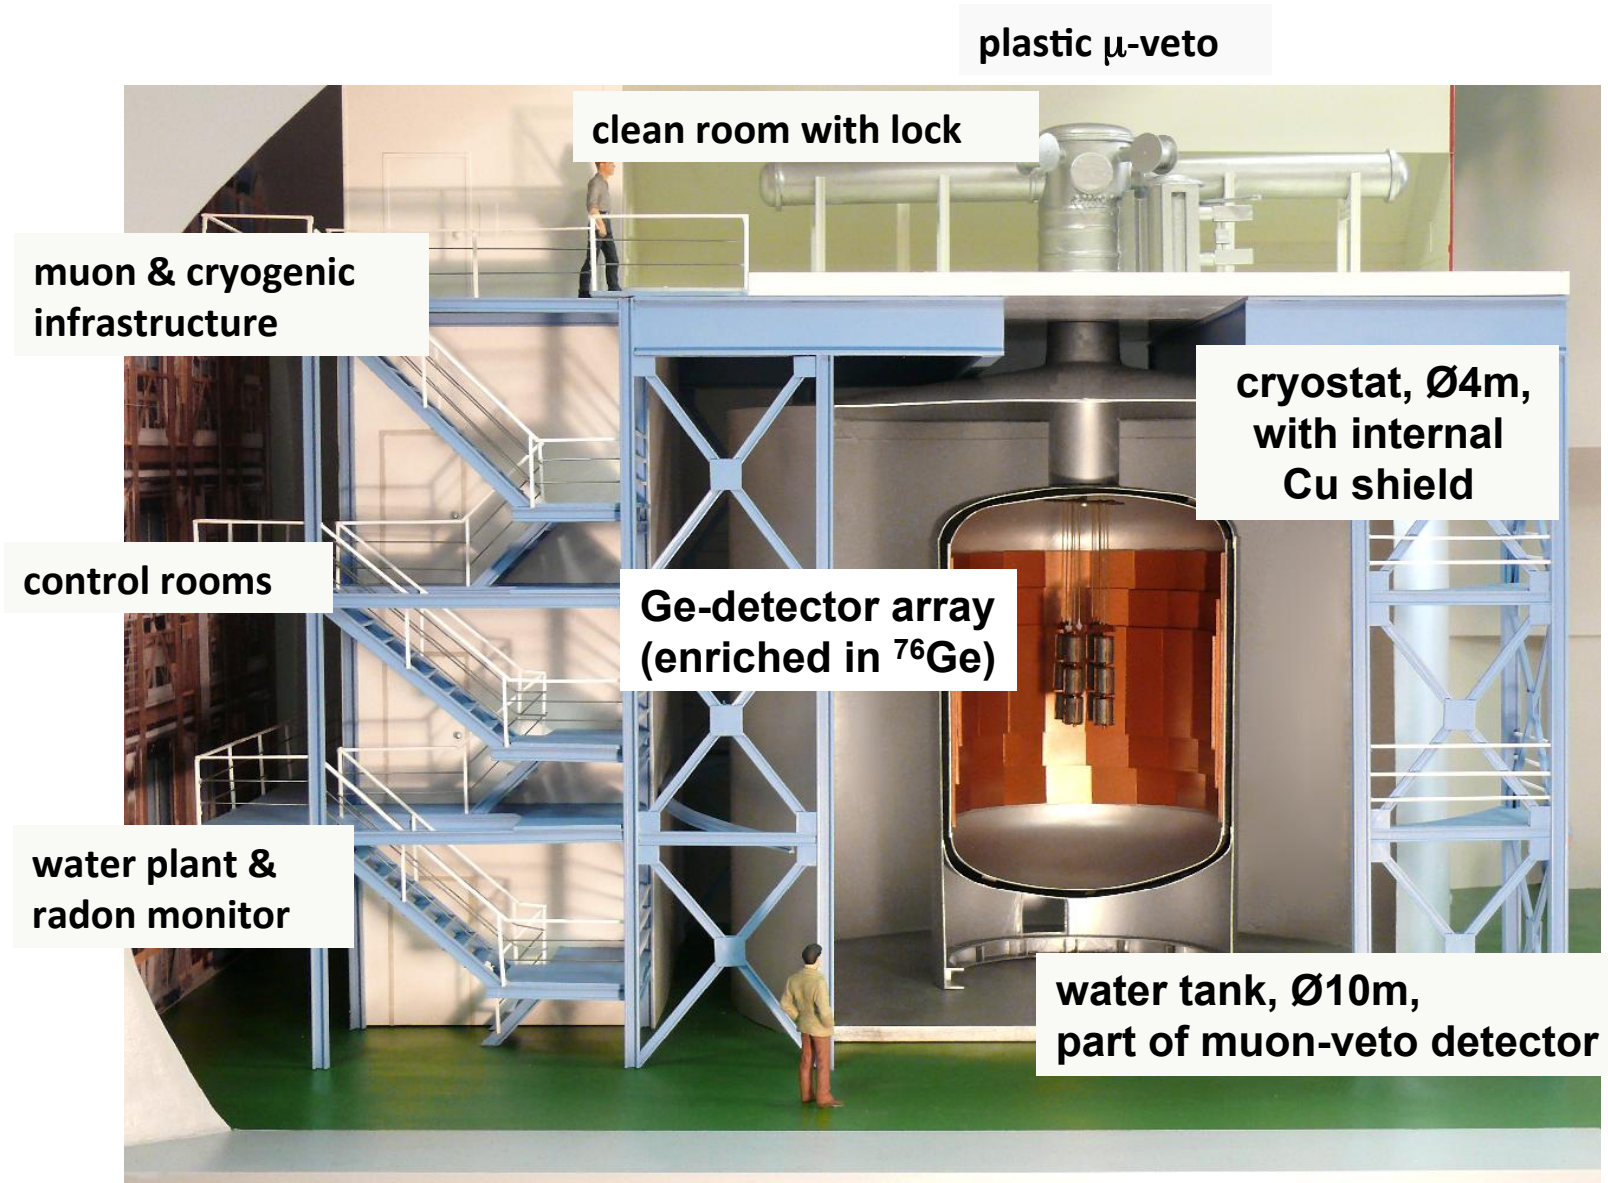 plastic μ-veto
clean room with lock
muon & cryogenic
infrastructure
cryostat, Ø4m,
with internal
Cu shield
control rooms
Ge-detector array
(enriched in ⁷⁶Ge)
water plant &
radon monitor
water tank, Ø10m,
part of muon-veto detector